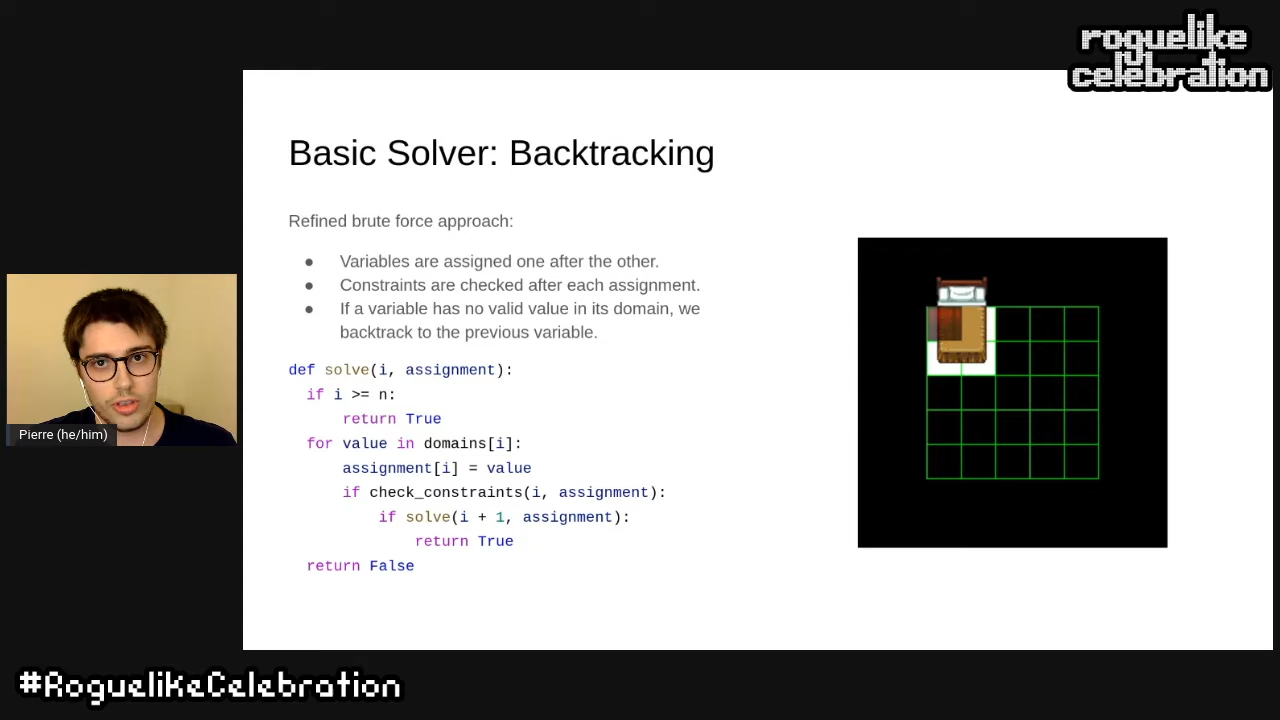 roguelike
celebration
Basic Solver: Backtracking
Refined brute force approach:
● Variables are assigned one after the other.
● Constraints are checked after each assignment.
● If a variable has no valid value in its domain, we
backtrack to the previous variable.
def solve(i, assignment):
if i >= n:
return True
for value in domains[i]:
assignment[i] = value
if check_constraints(i, assignment):
if solve(i + 1, assignment):
return True
return False
Pierre (he/him)
#RoguelikeCelebration